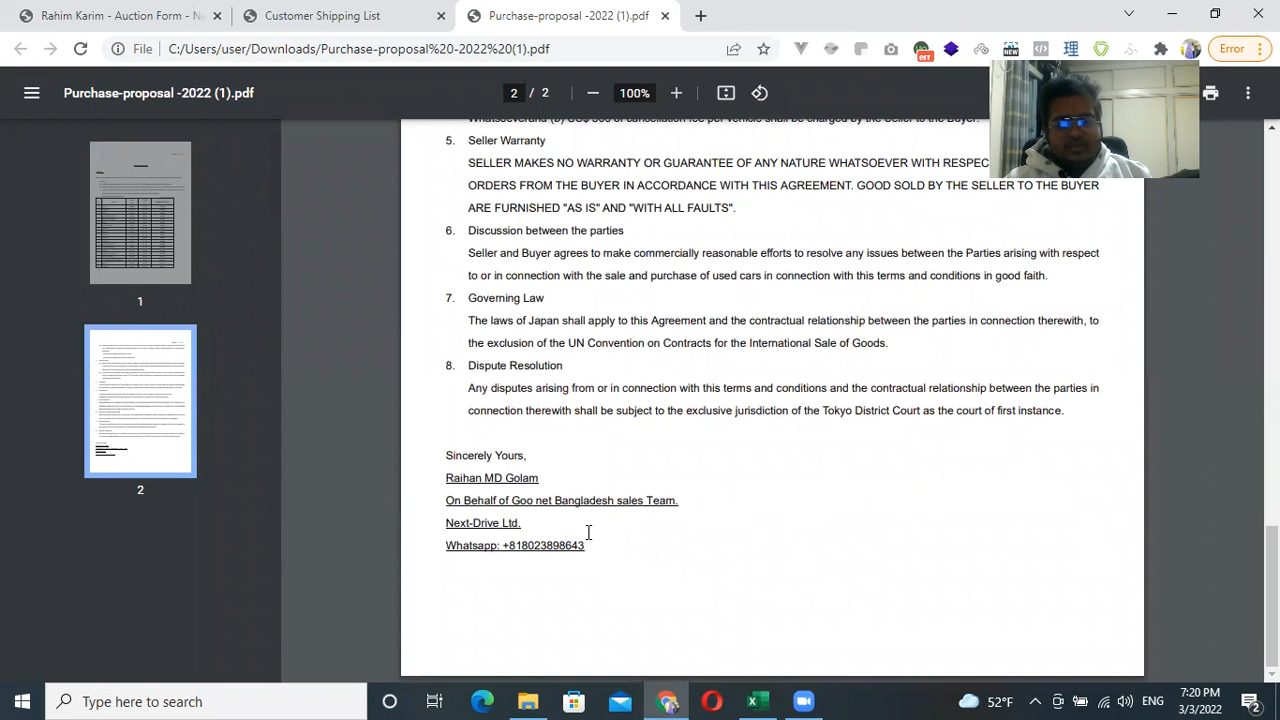 Rahim Karim - Auction Form - Ne
Customer Shipping List
Purchase-proposal -2022 (1).pdf
File
C:/Users/user/Downloads/Purchase-proposal%20-2022%20(1).pdf
err
NEW
理
Error
Purchase-proposal -2022 (1).pdf
2 / 2
100%
5. Seller Warranty
SELLER MAKES NO WARRANTY OR GUARANTEE OF ANY NATURE WHATSOEVER WITH RESPEC
ORDERS FROM THE BUYER IN ACCORDANCE WITH THIS AGREEMENT. GOOD SOLD BY THE SELLER TO THE BUYER
ARE FURNISHED "AS IS" AND "WITH ALL FAULTS".
6. Discussion between the parties
Seller and Buyer agrees to make commercially reasonable efforts to resolve any issues between the Parties arising with respect
to or in connection with the sale and purchase of used cars in connection with this terms and conditions in good faith.
7. Governing Law
The laws of Japan shall apply to this Agreement and the contractual relationship between the parties in connection therewith, to
the exclusion of the UN Convention on Contracts for the International Sale of Goods.
8. Dispute Resolution
Any disputes arising from or in connection with this terms and conditions and the contractual relationship between the parties in
connection therewith shall be subject to the exclusive jurisdiction of the Tokyo District Court as the court of first instance.
Sincerely Yours,
Raihan MD Golam
On Behalf of Goo net Bangladesh sales Team.
Next-Drive Ltd.
Whatsapp: +818023898643
1
2
Type here to search
52°F
ENG
7:20 PM
3/3/2022
2